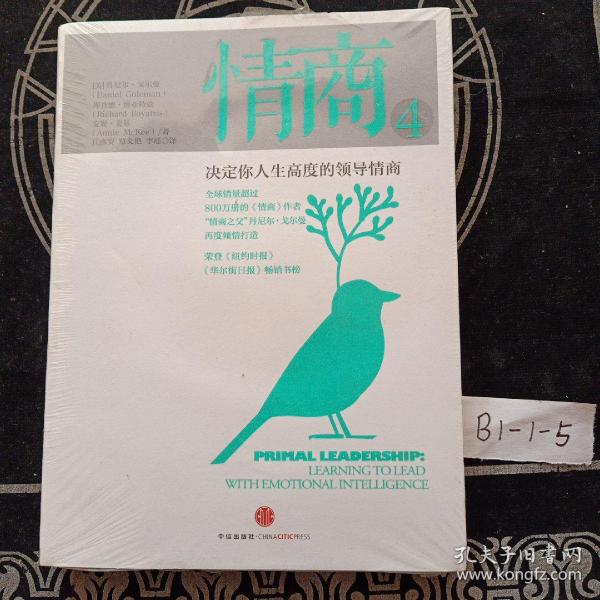 情商4
[美]丹尼尔·戈尔曼
(Daniel Goleman)
理查德·博亚特兹
(Richard Boyatzis)
安妮·麦基
(Annie McKee)/著
译
决定你人生高度的领导情商
全球销量超过
800万册的《情商》作者
“情商之父”丹尼尔·戈尔曼
再度倾情打造
荣登《纽约时报》
《华尔街日报》畅销书榜
PRIMAL LEADERSHIP:
LEARNING TO LEAD
WITH EMOTIONAL INTELLIGENCE
中信出版社·CHINACITICPRESS
B1-1-5
孔夫子旧书网
www.kongfz.com